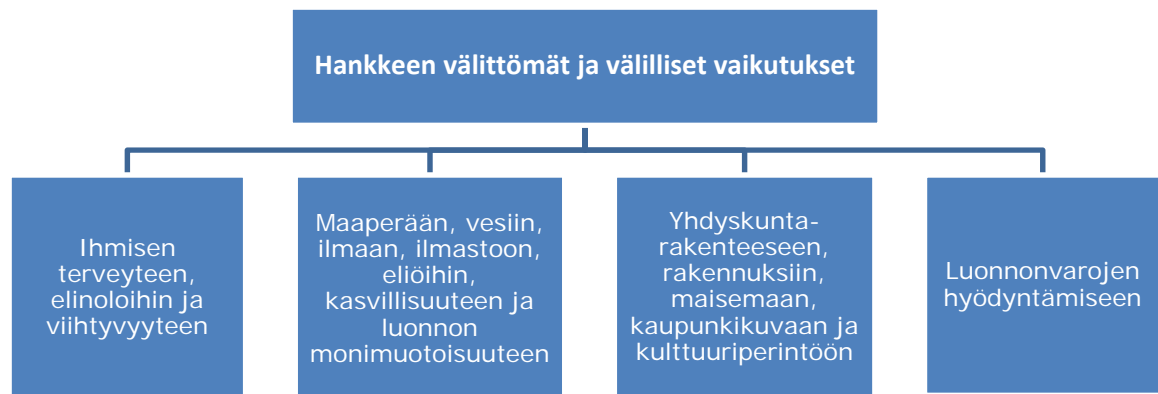 Hankkeen välittömät ja välilliset vaikutukset
Ihmisen
terveyteen,
elinoloihin ja
viihtyvyyteen
Maaperään, vesiin,
ilmaan, ilmastoon,
eliöihin,
kasvillisuuteen ja
luonnon
monimuotoisuuteen
Yhdyskunta-
rakenteeseen,
rakennuksiin,
maisemaan,
kaupunkikuvaan ja
kulttuuriperintöön
Luonnonvarojen
hyödyntämiseen